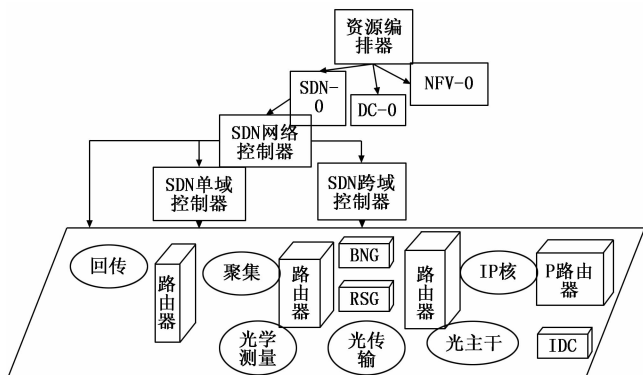 资源编
排器
SDN-
O
DC-O
NFV-O
SDN网络
控制器
SDN单域
控制器
SDN跨域
控制器
回传
路由器
聚集
路由器
BNG
RSG
路由器
IP核
P路由
器
光学
测量
光传
输
光主干
IDC